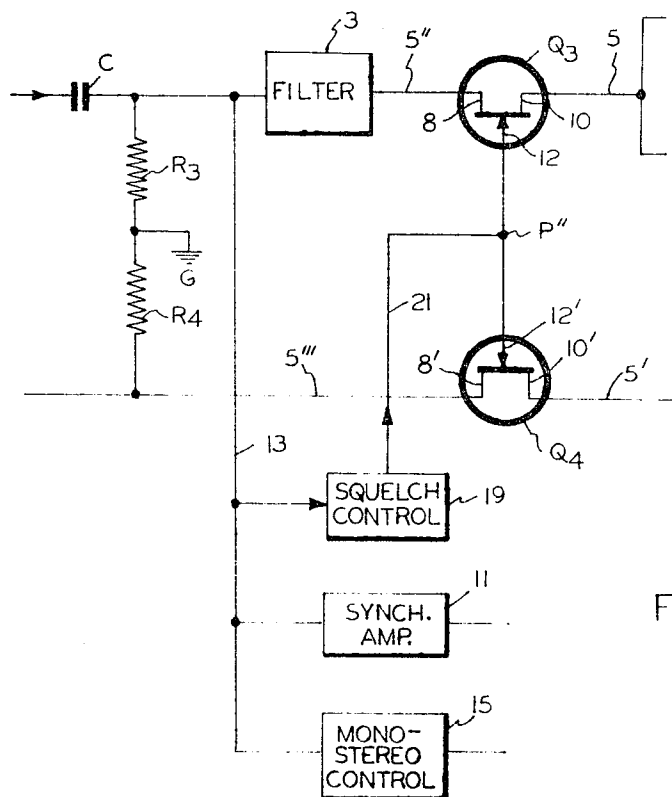 3
5"
Q3
5
C
FILTER
8
10
12
R3
P"
G
21
R4
12'
8'
10'
5'''
5'
13
Q4
SQUELCH
CONTROL
19
11
SYNCH.
AMP.
F
15
MONO-
STEREO
CONTROL